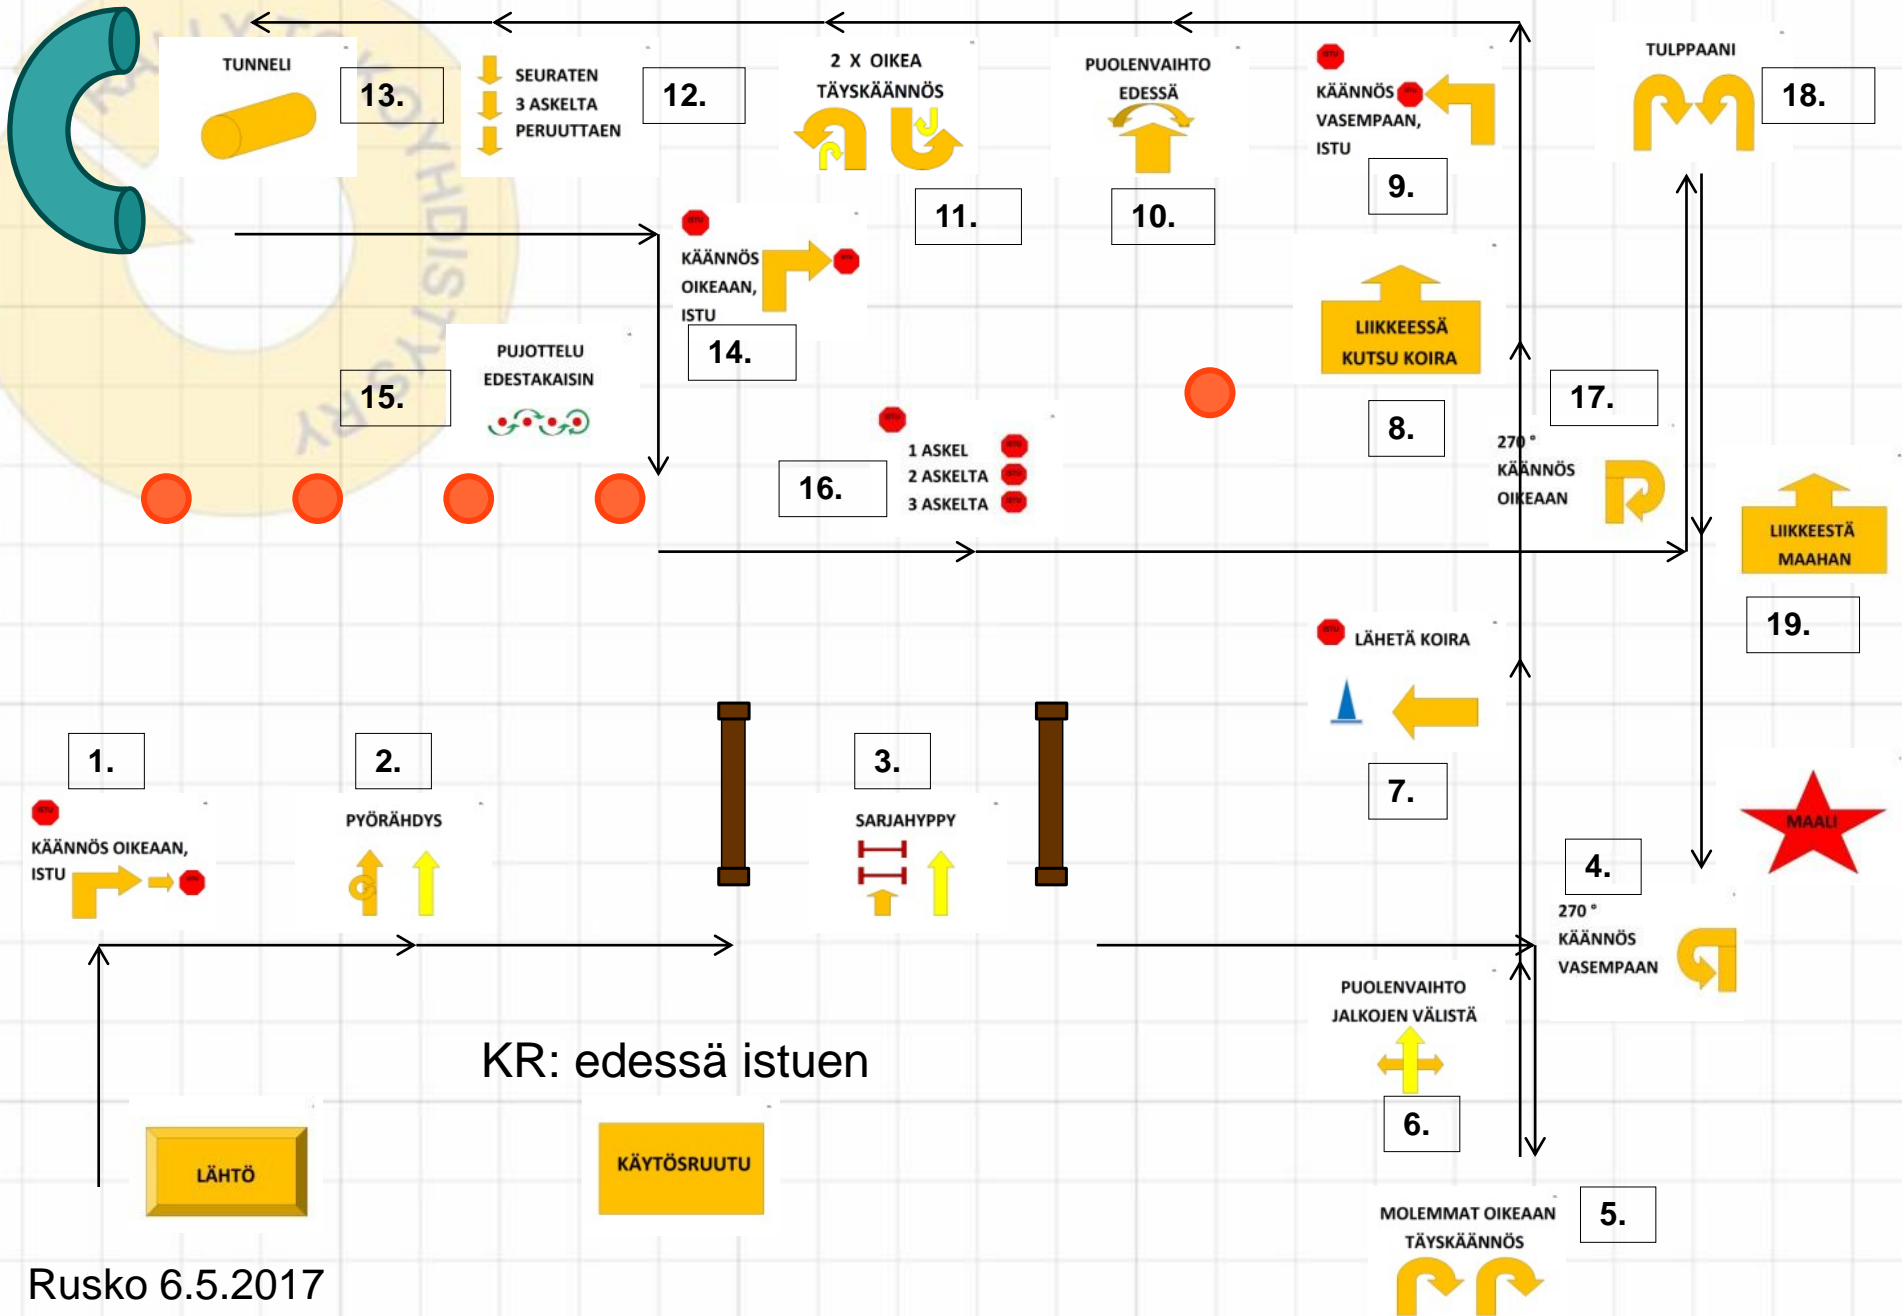 TUNNELI
13.
SEURATEN
3 ASKELTA
PERUUTTAEN
12.
2 X OIKEA
TÄYSKÄÄNNÖS
11.
PUOLENVAIHTO
EDESSÄ
10.
ISTU
KÄÄNNÖS
VASEMPAAN,
ISTU
9.
TULPPAANI
18.
KÄÄNNÖS
OIKEAAN,
ISTU
14.
PUJOTTELU
EDESTAKAISIN
15.
1 ASKEL
2 ASKELTA
3 ASKELTA
16.
LIIKKEESSÄ
KUTSU KOIRA
8.
17.
270 °
KÄÄNNÖS
OIKEAAN
LIIKKEESTÄ
MAAHAN
19.
LÄHETÄ KOIRA
7.
1.
KÄÄNNÖS OIKEAAN,
ISTU
2.
PYÖRÄHDYS
3.
SARJAHYPPY
MAALI
4.
270 °
KÄÄNNÖS
VASEMPAAN
PUOLENVAIHTO
JALKOJEN VÄLISTÄ
6.
KR: edessä istuen
LÄHTÖ
KÄYTÖSRUUTU
MOLEMMAT OIKEAAN
TÄYSKÄÄNNÖS
5.
Rusko 6.5.2017